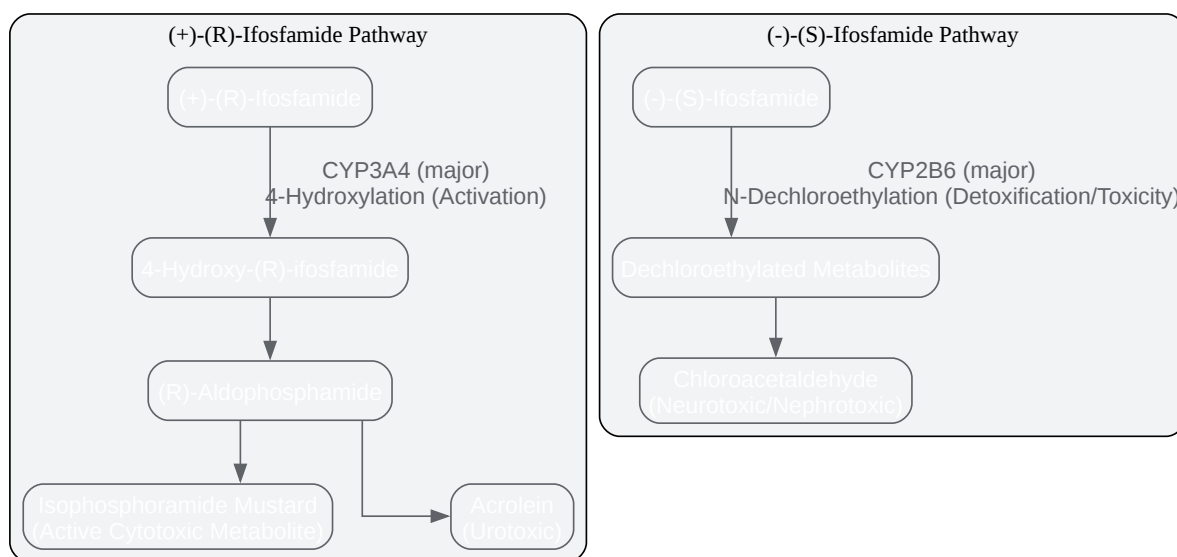 (+)-(R)-Ifosfamide Pathway
(+)-(R)-Ifosfamide
CYP3A4 (major)
4-Hydroxylation (Activation)
4-Hydroxy-(R)-ifosfamide
(R)-Aldophosphamide
Isophosphoramide Mustard
(Active Cytotoxic Metabolite)
Acrolein
(Urotoxic)
(-)-(S)-Ifosfamide Pathway
(-)-(S)-Ifosfamide
CYP2B6 (major)
N-Dechloroethylation (Detoxification/Toxicity)
Dechloroethylated Metabolites
Chloroacetaldehyde
(Neurotoxic/Nephrotoxic)